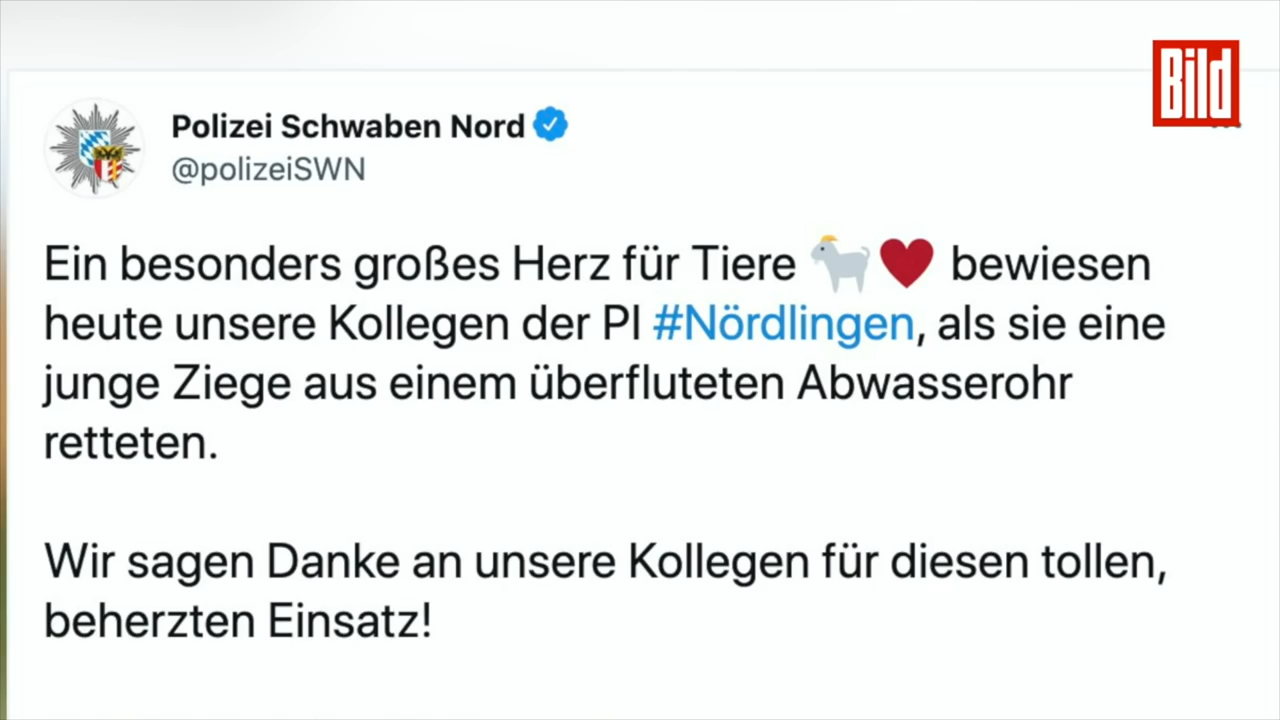 Bild
Polizei Schwaben Nord
@polizeiSWN
Ein besonders großes Herz für Tiere 🐐❤️ bewiesen
heute unsere Kollegen der PI #Nördlingen, als sie eine
junge Ziege aus einem überfluteten Abwasserohr
retteten.
Wir sagen Danke an unsere Kollegen für diesen tollen,
beherzten Einsatz!